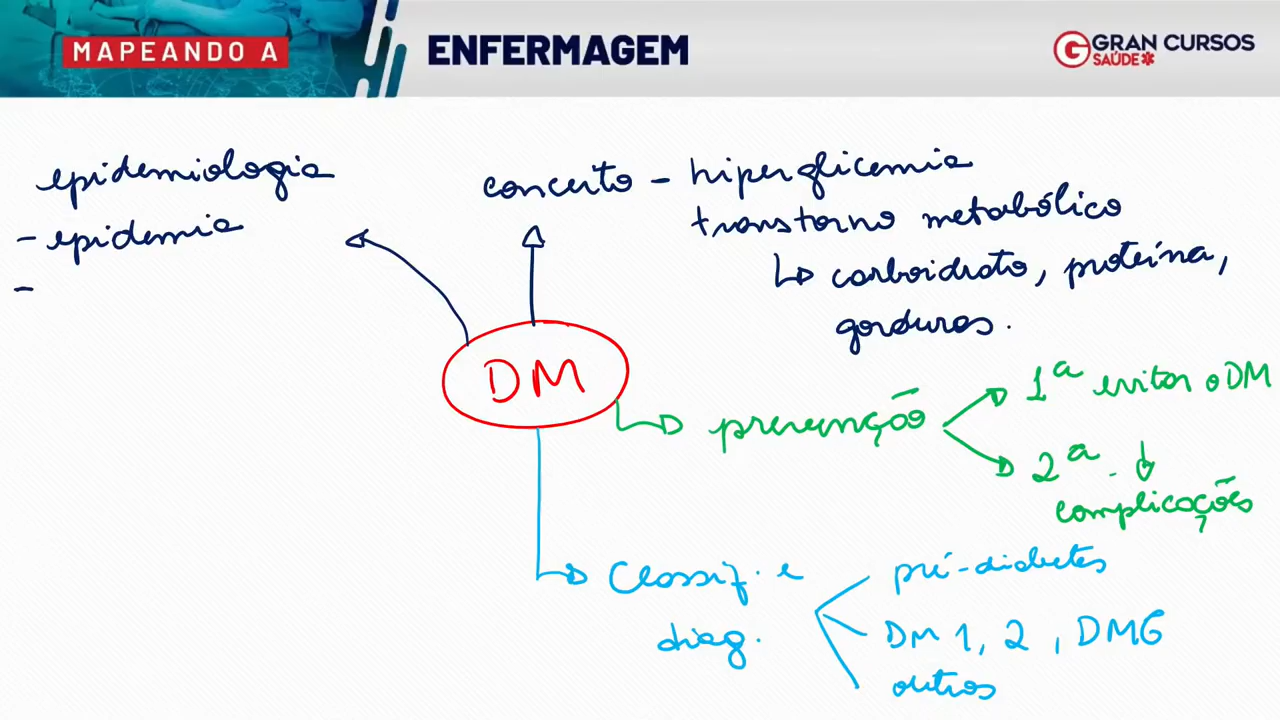 MAPEANDO A
ENFERMAGEM
GRAN CURSOS
SAÚDE
epidemiologia
- epidemia
-
conceito - hiperglicemia
transtorno metabólico
↳ carboidrato, proteína,
gorduras.
DM
prevenção
1ª evitar o DM
2ª - ↓
complicações
Classif. e
diag.
pré-diabetes
DM 1, 2, DMG
outros